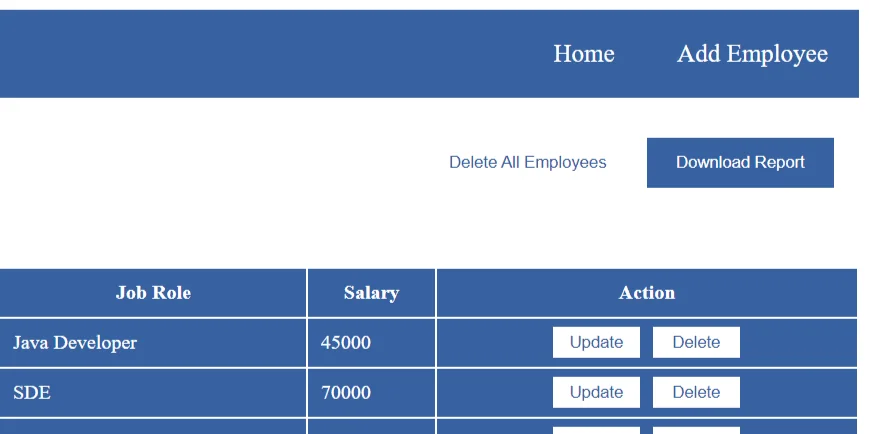 Home Add Employee
Delete All Employees Download Report
Job Role Salary Action
Java Developer 45000 Update Delete
SDE 70000 Update Delete